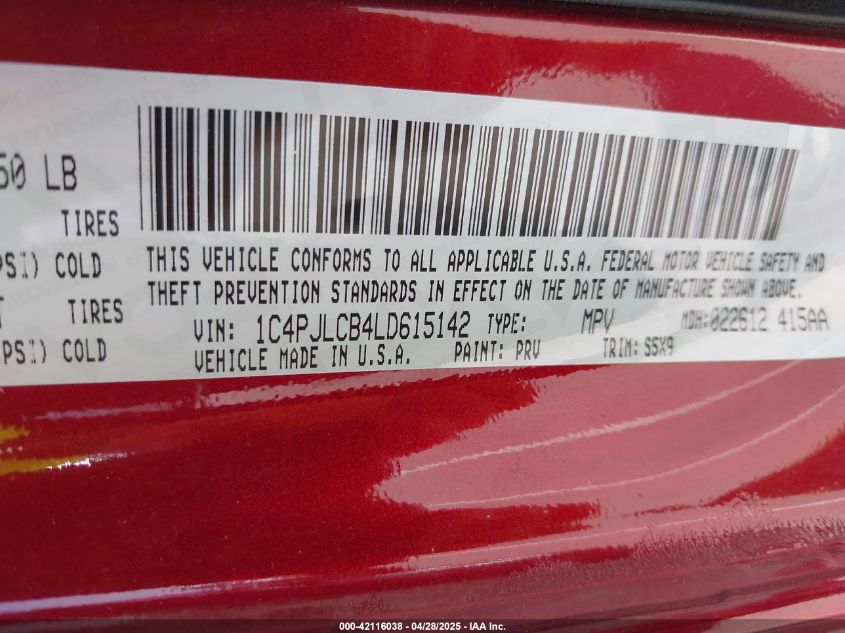 50 LB
TIRES
PSI) COLD
TIRES
PSI) COLD
THIS VEHICLE CONFORMS TO ALL APPLICABLE U.S.A. FEDERAL MOTOR VEHICLE SAFETY AND
THEFT PREVENTION STANDARDS IN EFFECT ON THE DATE OF MANUFACTURE SHOWN ABOVE.
VIN: 1C4PJLCB4LD615142 TYPE: MPV MDH:022612 415AA
VEHICLE MADE IN U.S.A. PAINT: PRV TRIM: S5X9
000-42116038 - 04/28/2025 - IAA Inc.